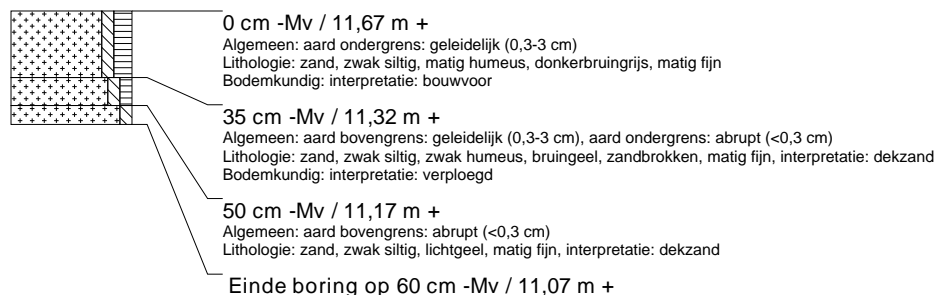 0 cm -Mv / 11,67 m +
Algemeen: aard ondergrens: geleidelijk (0,3-3 cm)
Lithologie: zand, zwak siltig, matig humeus, donkerbruingrijs, matig fijn
Bodemkundig: interpretatie: bouwvoor
35 cm -Mv / 11,32 m +
Algemeen: aard bovengrens: geleidelijk (0,3-3 cm), aard ondergrens: abrupt (<0,3 cm)
Lithologie: zand, zwak siltig, zwak humeus, bruingeel, zandbrokken, matig fijn, interpretatie: dekzand
Bodemkundig: interpretatie: verploegd
50 cm -Mv / 11,17 m +
Algemeen: aard bovengrens: abrupt (<0,3 cm)
Lithologie: zand, zwak siltig, lichtgeel, matig fijn, interpretatie: dekzand
Einde boring op 60 cm -Mv / 11,07 m +